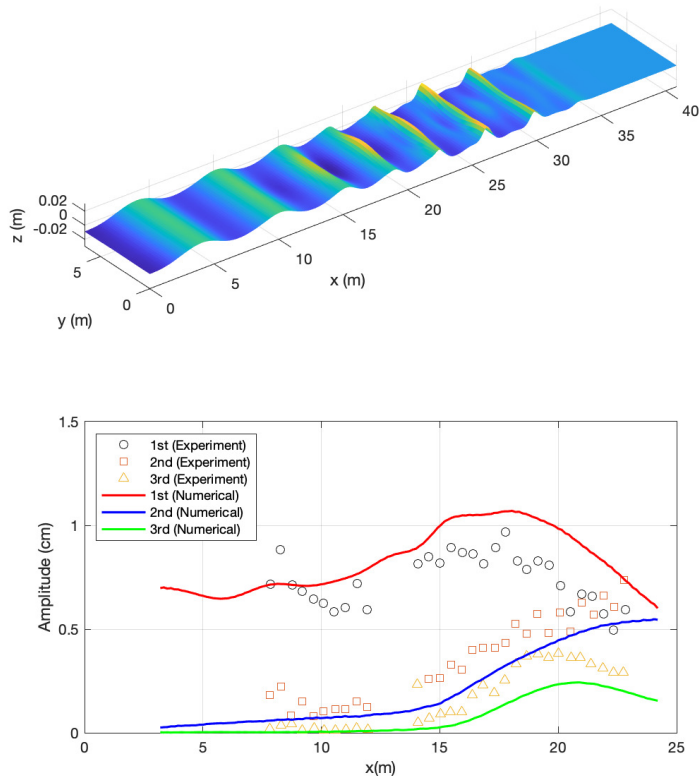 0.02
0
-0.02
z (m)
5
0
y (m)
0
5
10
15
20
25
30
35
40
x (m)
1.5
1
0.5
0
Amplitude (cm)
1st (Experiment)
2nd (Experiment)
3rd (Experiment)
1st (Numerical)
2nd (Numerical)
3rd (Numerical)
0 5 10 15 20 25
x(m)